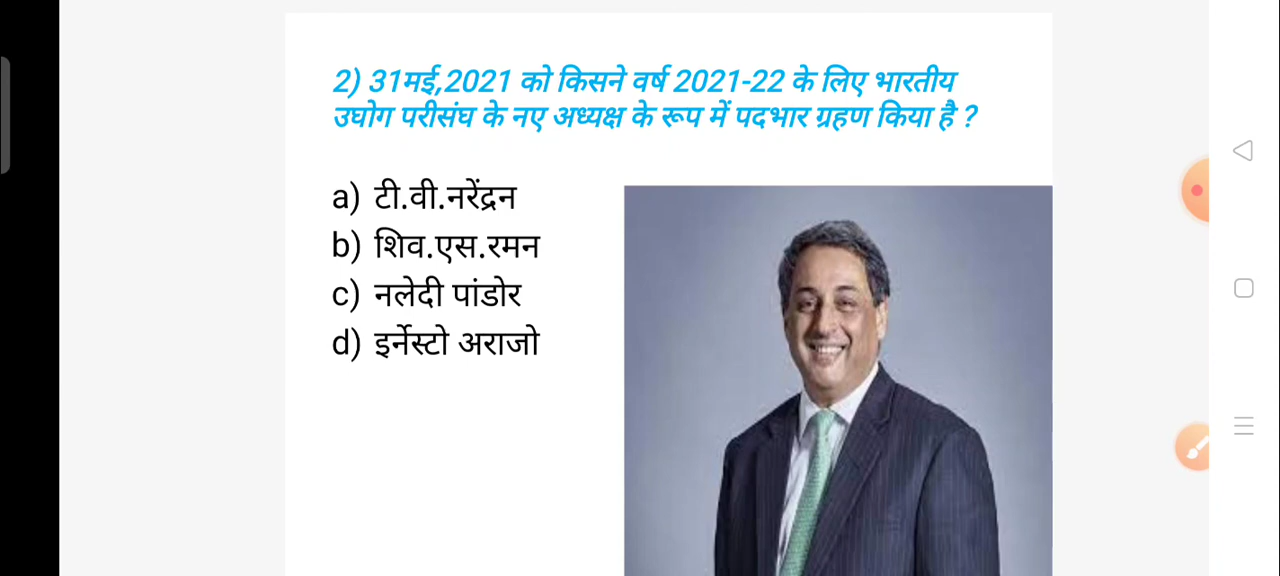 2) 31मई,2021 को किसने वर्ष 2021-22 के लिए भारतीय
उघोग परीसंघ के नए अध्यक्ष के रूप में पदभार ग्रहण किया है ?
a) टी.वी.नरेंद्रन
b) शिव.एस.रमन
c) नलेदी पांडोर
d) इर्नेस्टो अराजो